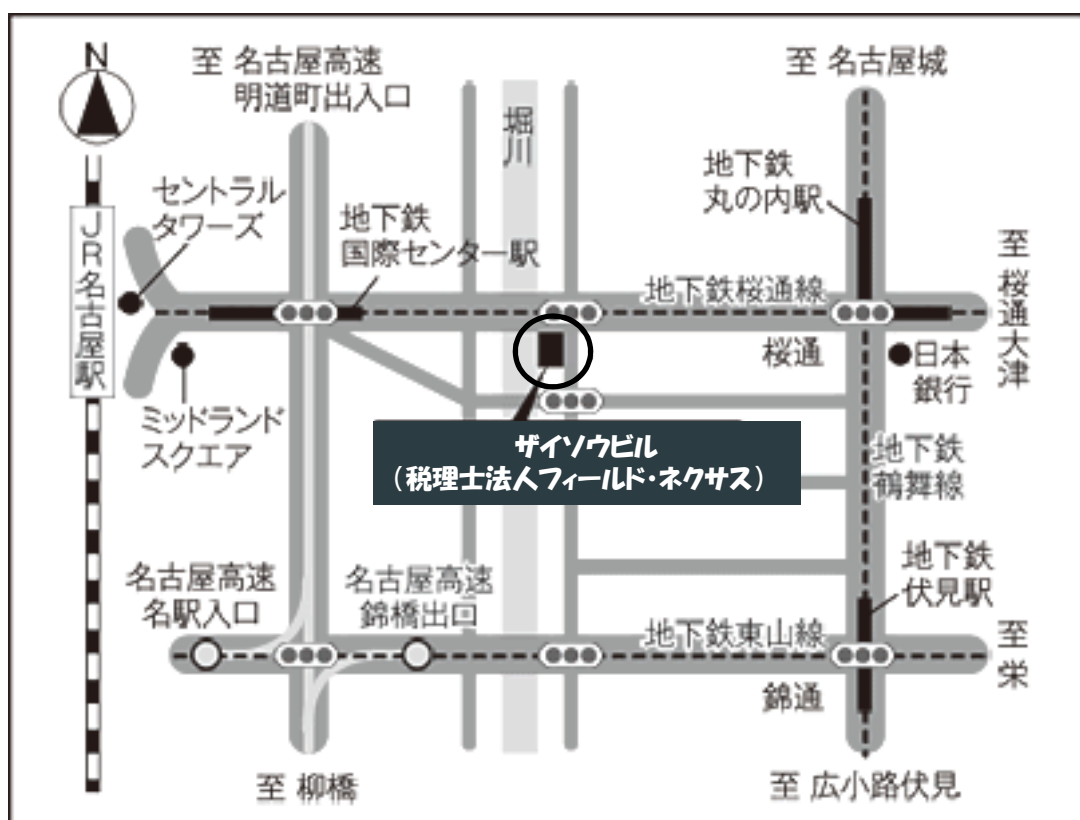 N
至 名古屋高速
明道町出入口
至 名古屋城
堀川
地下鉄
丸の内駅
セントラル
タワーズ
地下鉄
国際センター駅
JR名古屋駅
地下鉄桜通線
至 桜通大津
桜通
日本
銀行
ミッドランド
スクエア
ザイソウビル
(税理士法人フィールド・ネクサス)
地下鉄
鶴舞線
名古屋高速
名駅入口
名古屋高速
錦橋出口
地下鉄
伏見駅
地下鉄東山線
至 栄
錦通
至 柳橋
至 広小路伏見